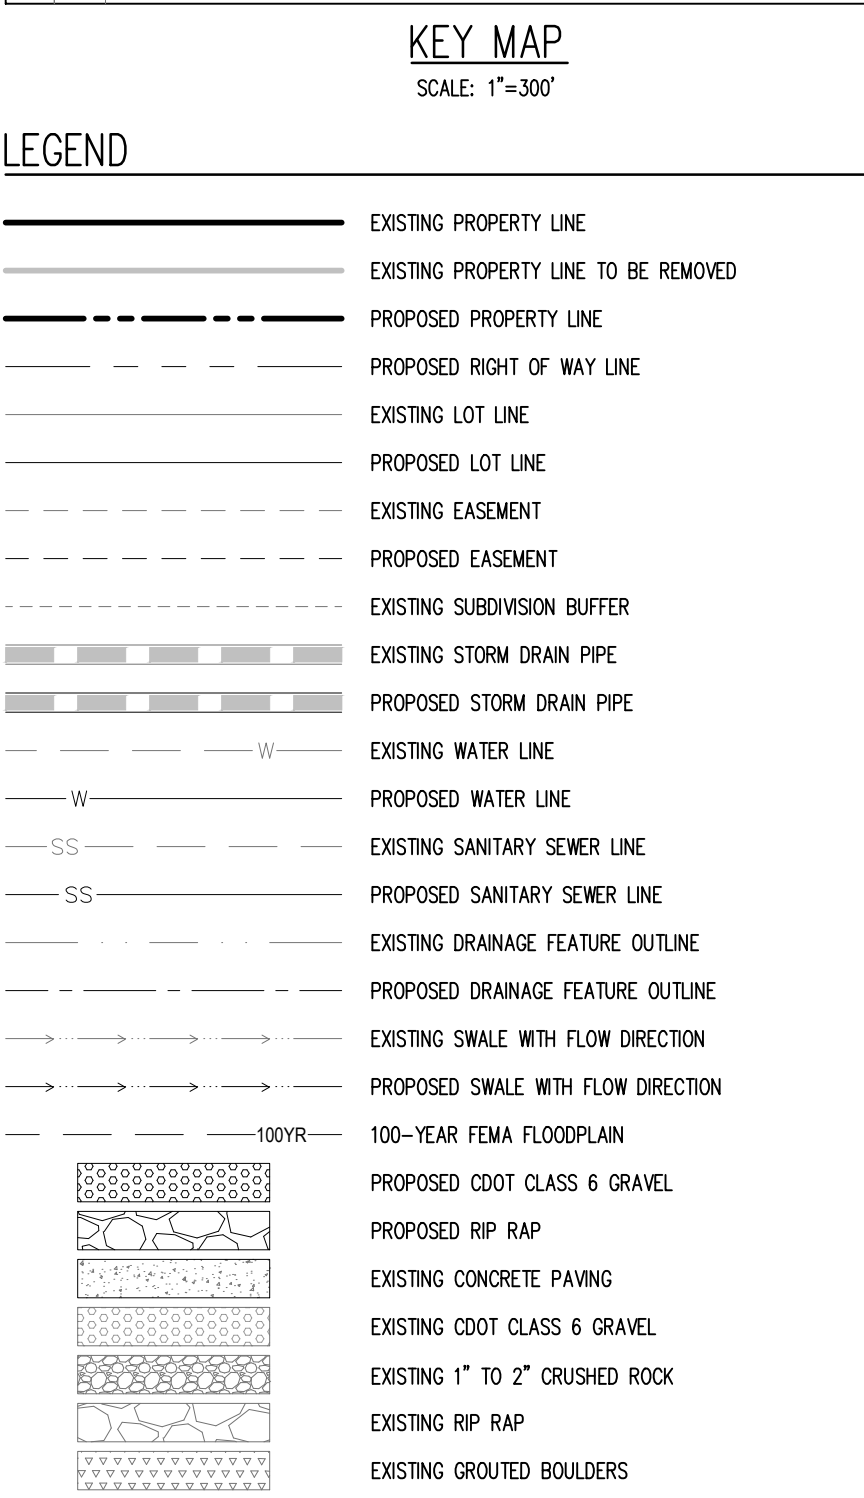 KEY MAP
SCALE: 1"=300'
LEGEND
EXISTING PROPERTY LINE
EXISTING PROPERTY LINE TO BE REMOVED
PROPOSED PROPERTY LINE
PROPOSED RIGHT OF WAY LINE
EXISTING LOT LINE
PROPOSED LOT LINE
EXISTING EASEMENT
PROPOSED EASEMENT
EXISTING SUBDIVISION BUFFER
EXISTING STORM DRAIN PIPE
PROPOSED STORM DRAIN PIPE
W EXISTING WATER LINE
W PROPOSED WATER LINE
SS EXISTING SANITARY SEWER LINE
SS PROPOSED SANITARY SEWER LINE
EXISTING DRAINAGE FEATURE OUTLINE
PROPOSED DRAINAGE FEATURE OUTLINE
EXISTING SWALE WITH FLOW DIRECTION
PROPOSED SWALE WITH FLOW DIRECTION
100YR 100-YEAR FEMA FLOODPLAIN
PROPOSED CDOT CLASS 6 GRAVEL
PROPOSED RIP RAP
EXISTING CONCRETE PAVING
EXISTING CDOT CLASS 6 GRAVEL
EXISTING 1" TO 2" CRUSHED ROCK
EXISTING RIP RAP
EXISTING GROUTED BOULDERS